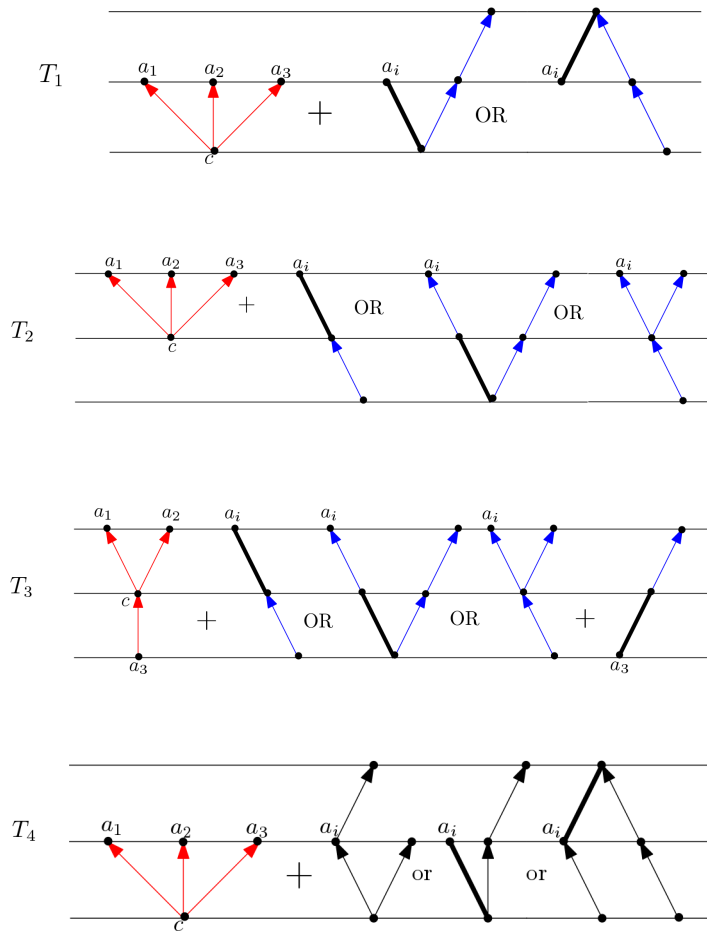 T₁ a₁ a₂ a₃ c + aᵢ OR aᵢ
T₂ a₁ a₂ a₃ c + aᵢ OR aᵢ OR aᵢ
T₃ a₁ a₂ c a₃ + aᵢ OR aᵢ OR aᵢ + a₃
T₄ a₁ a₂ a₃ c + aᵢ or aᵢ or aᵢ